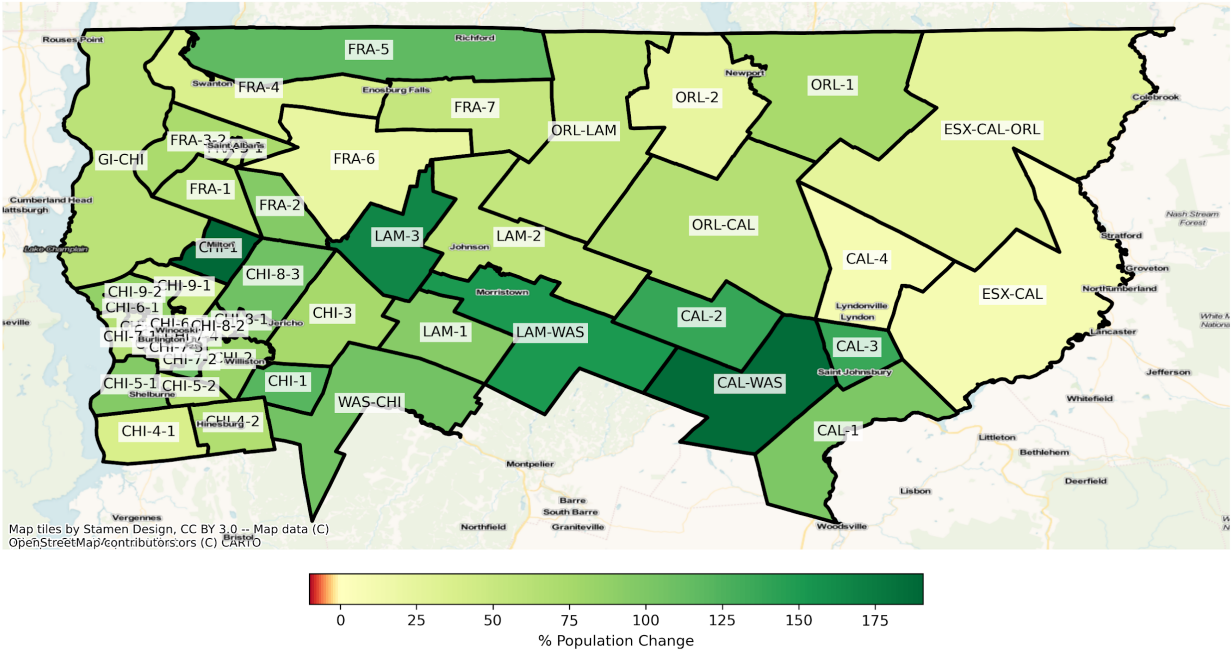 Rouses Point
FRA-5
Richford
Swanton
FRA-4
Enosburg Falls
FRA-7
Newport
ORL-2
ORL-1
Colebrook
FRA-3-2
Saint Albans
ORL-LAM
ESX-CAL-ORL
GI-CHI
FRA-6
FRA-1
FRA-2
Cumberland Head
lattsburgh
Nash Stream
Forest
ORL-CAL
Stratford
Lake Champlain
Milton
LAM-3
Johnson
LAM-2
CAL-4
Groveton
CHI-8-3
CHI-9-1
CHI-9-2
Morristown
ESX-CAL
Northumberland
CHI-6-1
CHI-3
Lyndonville
Lyndon
CAL-2
seville
CHI-8-2
Jericho
Winooski
CHI-7-1
Burlington
LAM-1
LAM-WAS
White M
Nationa
Lancaster
CAL-3
CHI-7-2
Williston
Saint Johnsbury
Jefferson
CHI-5-1
CHI-5-2
CHI-1
CAL-WAS
Shelburne
WAS-CHI
Whitefield
CHI-4-1
CHI-4-2
Hinesburg
CAL-1
Littleton
Bethlehem
Montpelier
Deerfield
Lisbon
Barre
South Barre
Vergennes
Northfield
Graniteville
Woodsville
Bristol
Map tiles by Stamen Design, CC BY 3.0 -- Map data (C)
OpenStreetMap contributors (C) CARTO
0 25 50 75 100 125 150 175
% Population Change